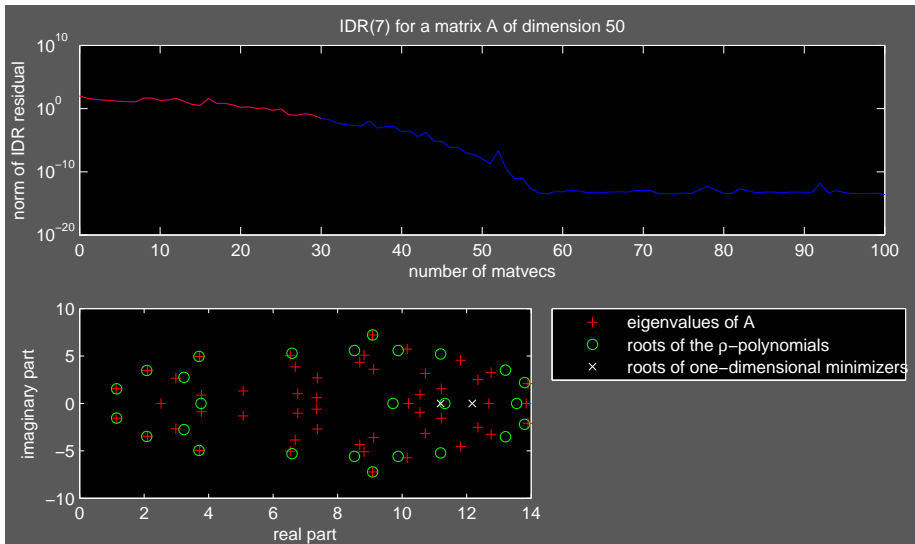 IDR(7) for a matrix A of dimension 50
norm of IDR residual
10^10
10^0
10^-10
10^-20
0 10 20 30 40 50 60 70 80 90 100
number of matvecs
imaginary part
10
5
0
-5
-10
0 2 4 6 8 10 12 14
real part
eigenvalues of A
roots of the ρ-polynomials
roots of one-dimensional minimizers